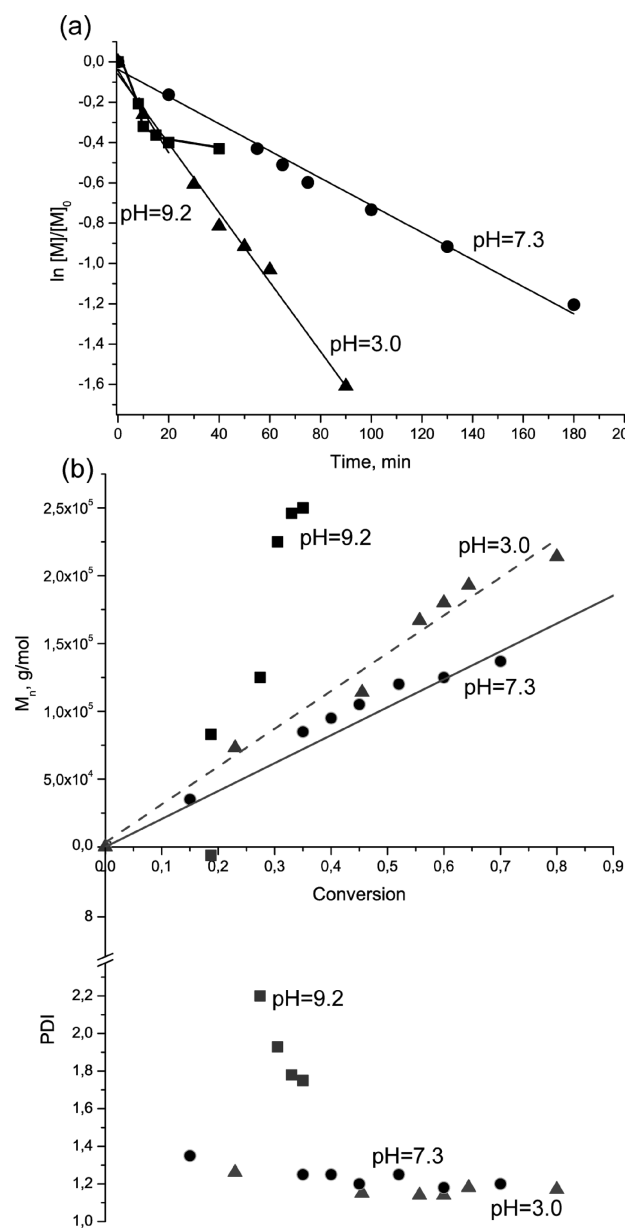 (a)
0,0
-0,2
-0,4
-0,6
-0,8
-1,0
-1,2
-1,4
-1,6
ln [M]/[M]0
pH=9.2
pH=7.3
pH=3.0
0 20 40 60 80 100 120 140 160 180 20
Time, min
(b)
2,5x10^5
2,0x10^5
1,5x10^5
1,0x10^5
5,0x10^4
0,0
Mn, g/mol
pH=9.2
pH=3.0
pH=7.3
0,0 0,1 0,2 0,3 0,4 0,5 0,6 0,7 0,8 0,9
Conversion
8
2,2
2,0
1,8
1,6
1,4
1,2
1,0
PDI
pH=9.2
pH=7.3
pH=3.0